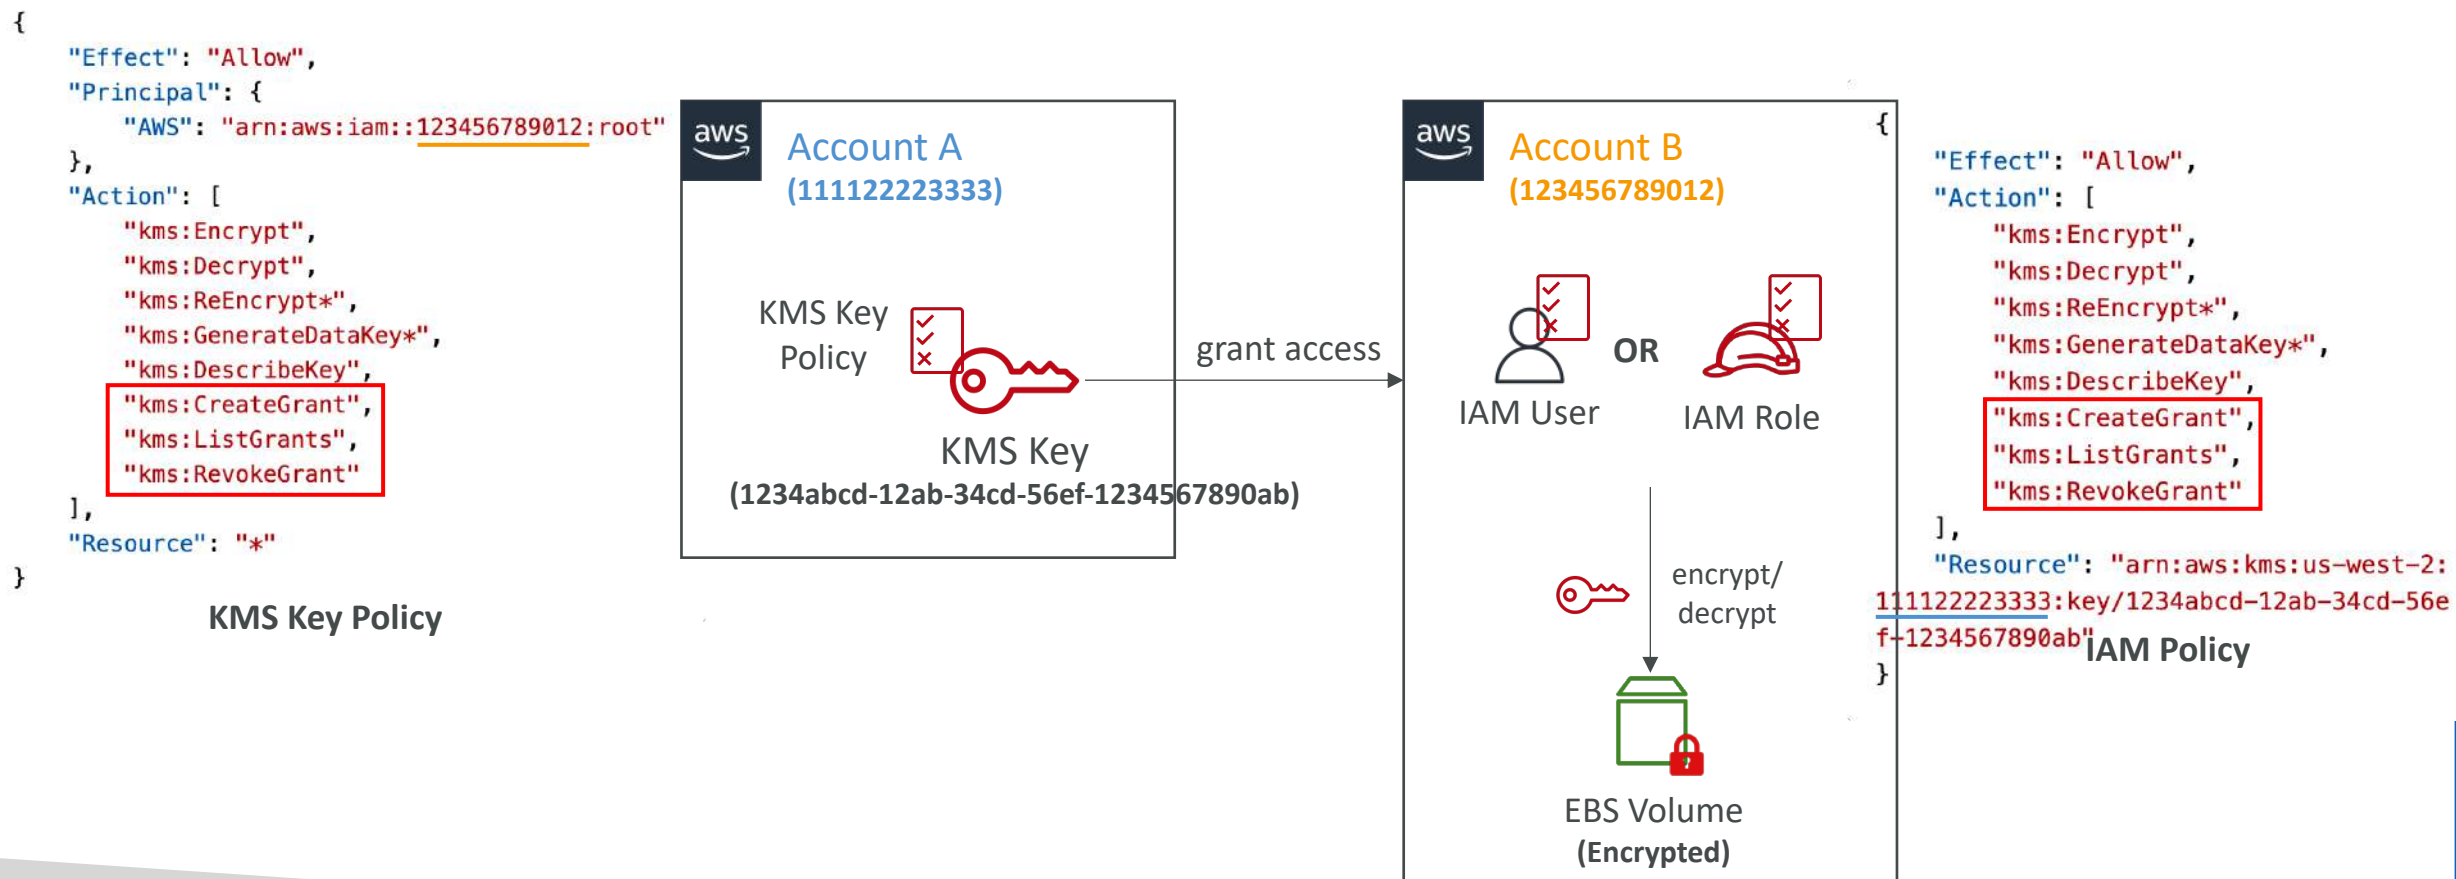 {
"Effect": "Allow",
"Principal": {
"AWS": "arn:aws:iam::123456789012:root"
},
"Action": [
"kms:Encrypt",
"kms:Decrypt",
"kms:ReEncrypt*",
"kms:GenerateDataKey*",
"kms:DescribeKey",
"kms:CreateGrant",
"kms:ListGrants",
"kms:RevokeGrant"
],
"Resource": "*"
}
KMS Key Policy
aws
Account A
(111122223333)
KMS Key
Policy
KMS Key
(1234abcd-12ab-34cd-56ef-1234567890ab)
grant access
aws
Account B
(123456789012)
IAM User
OR
IAM Role
encrypt/
decrypt
EBS Volume
(Encrypted)
{
"Effect": "Allow",
"Action": [
"kms:Encrypt",
"kms:Decrypt",
"kms:ReEncrypt*",
"kms:GenerateDataKey*",
"kms:DescribeKey",
"kms:CreateGrant",
"kms:ListGrants",
"kms:RevokeGrant"
],
"Resource": "arn:aws:kms:us-west-2:
111122223333:key/1234abcd-12ab-34cd-56e
f-1234567890ab"
}
IAM Policy